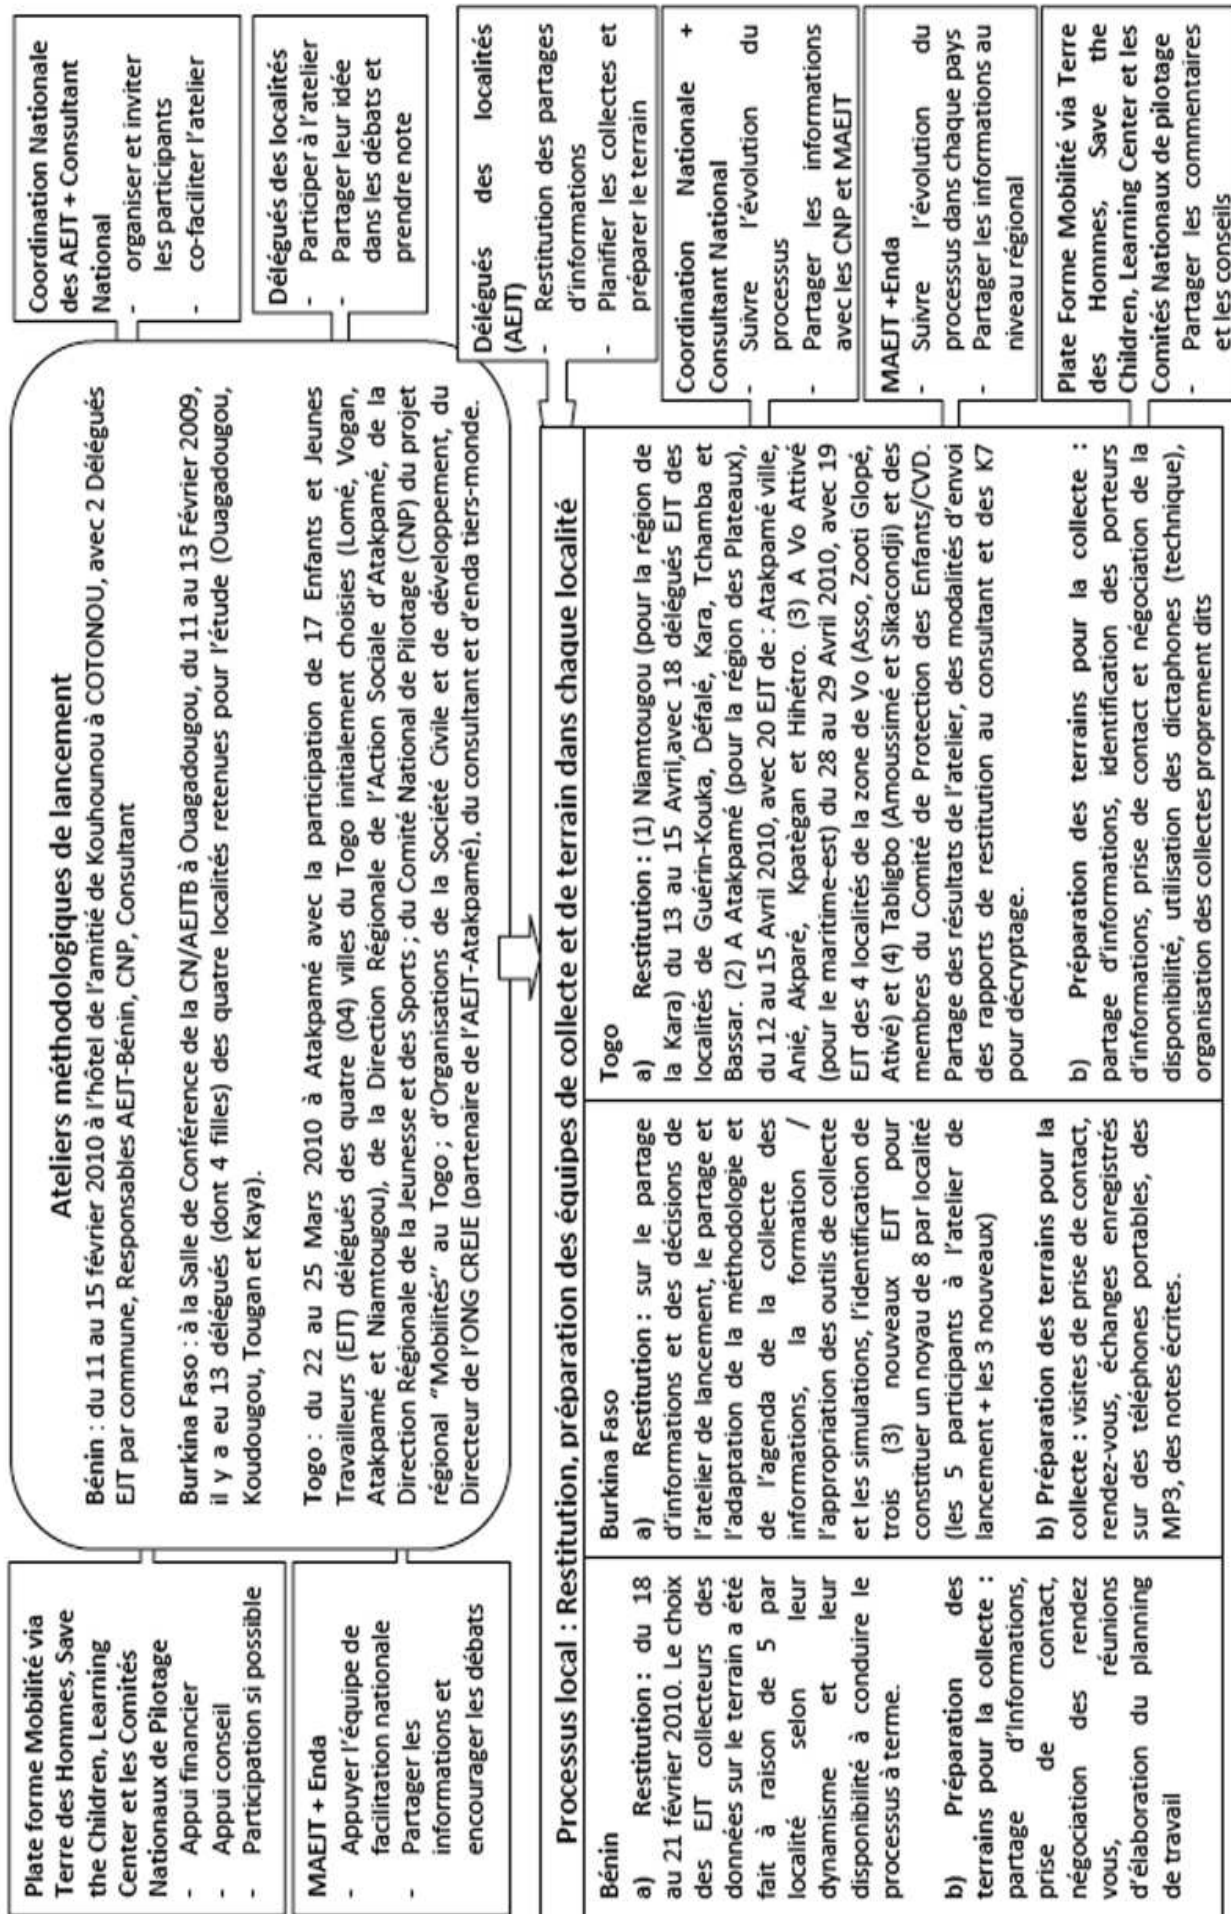 Plate forme Mobilité via
Terre des Hommes, Save
the Children, Learning
Center et les Comités
Nationaux de Pilotage
- Appui financier
- Appui conseil
- Participation si possible
MAEJT + Enda
- Appuyer l'équipe de
facilitation nationale
- Partager les
informations et
encourager les débats
Ateliers méthodologiques de lancement
Bénin : du 11 au 15 février 2010 à l'hôtel de l'amitié de Kouhounou à COTONOU, avec 2 Délégués
EJT par commune, Responsables AEJT-Bénin, CNP, Consultant
Burkina Faso : à la Salle de Conférence de la CN/AEJTB à Ouagadougou, du 11 au 13 Février 2009,
il y a eu 13 délégués (dont 4 filles) des quatre localités retenues pour l'étude (Ouagadougou,
Koudougou, Tougan et Kaya).
Togo : du 22 au 25 Mars 2010 à Atakpamé avec la participation de 17 Enfants et Jeunes
Travailleurs (EJT) délégués des quatre (04) villes du Togo initialement choisies (Lomé, Vogan,
Atakpamé et Niamtougou), de la Direction Régionale de l'Action Sociale d'Atakpamé, de la
Direction Régionale de la Jeunesse et des Sports ; du Comité National de Pilotage (CNP) du projet
régional "Mobilités" au Togo ; d'Organisations de la Société Civile et de développement, du
Directeur de l'ONG CREJE (partenaire de l'AEJT-Atakpamé), du consultant et d'enda tiers-monde.
Coordination Nationale
des AEJT + Consultant
National
- organiser et inviter
les participants
- co-faciliter l'atelier
Délégués des localités
- Participer à l'atelier
- Partager leur idée
dans les débats et
prendre note
Processus local : Restitution, préparation des équipes de collecte et de terrain dans chaque localité
Bénin
a) Restitution : du 18
au 21 février 2010. Le choix
des EJT collecteurs des
données sur le terrain a été
fait à raison de 5 par
localité selon leur
dynamisme et leur
disponibilité à conduire le
processus à terme.
b) Préparation des
terrains pour la collecte :
partage d'Informations,
prise de contact,
négociation des rendez
vous, réunions
d'élaboration du planning
de travail
Burkina Faso
a) Restitution : sur le partage
d'informations et des décisions de
l'atelier de lancement, le partage et
l'adaptation de la méthodologie et
de l'agenda de la collecte des
informations, la formation /
l'appropriation des outils de collecte
et les simulations, l'identification de
trois (3) nouveaux EJT pour
constituer un noyau de 8 par localité
(les 5 participants à l'atelier de
lancement + les 3 nouveaux)
b) Préparation des terrains pour la
collecte : visites de prise de contact,
rendez-vous, échanges enregistrés
sur des téléphones portables, des
MP3, des notes écrites.
Togo
a) Restitution : (1) Niamtougou (pour la région de
la Kara) du 13 au 15 Avril,avec 18 délégués EJT des
localités de Guérin-Kouka, Défalé, Kara, Tchamba et
Bassar. (2) A Atakpamé (pour la région des Plateaux),
du 12 au 15 Avril 2010, avec 20 EJT de : Atakpamé ville,
Anié, Akparé, Kpatègan et Hihétro. (3) A Vo Attivé
(pour le maritime-est) du 28 au 29 Avril 2010, avec 19
EJT des 4 localités de la zone de Vo (Asso, Zooti Glopé,
Ativé) et (4) Tabligbo (Amoussimé et Sikacondji) et des
membres du Comité de Protection des Enfants/CVD.
Partage des résultats de l'atelier, des modalités d'envoi
des rapports de restitution au consultant et des K7
pour décryptage.
b) Préparation des terrains pour la collecte :
partage d'informations, identification des porteurs
d'informations, prise de contact et négociation de la
disponibilité, utilisation des dictaphones (technique),
organisation des collectes proprement dits
Délégués des localités
(AEJT)
- Restitution des partages
d'informations
- Planifier les collectes et
préparer le terrain
Coordination Nationale +
Consultant National
- Suivre l'évolution du
processus
- Partager les informations
avec les CNP et MAEJT
MAEJT +Enda
- Suivre l'évolution du
processus dans chaque pays
- Partager les informations au
niveau régional
Plate Forme Mobilité via Terre
des Hommes, Save the
Children, Learning Center et les
Comités Nationaux de pilotage
- Partager les commentaires
et les conseils